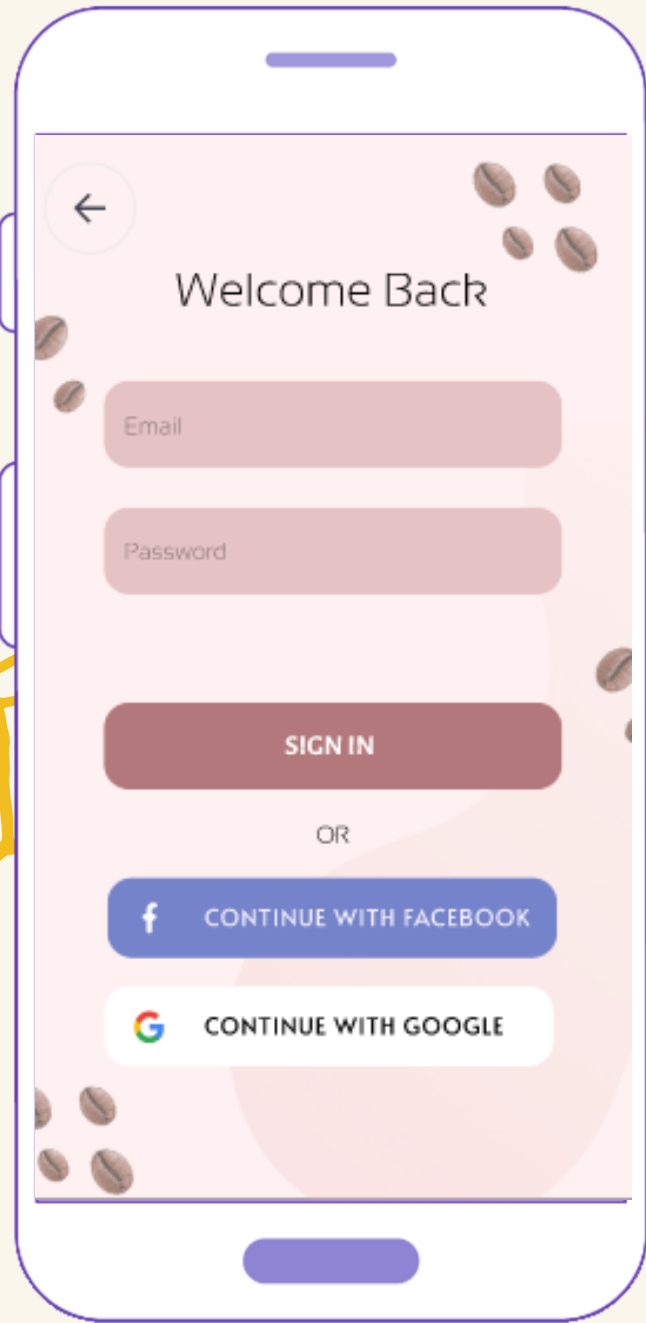 Welcome Back
Email
Password
SIGN IN
OR
CONTINUE WITH FACEBOOK
CONTINUE WITH GOOGLE